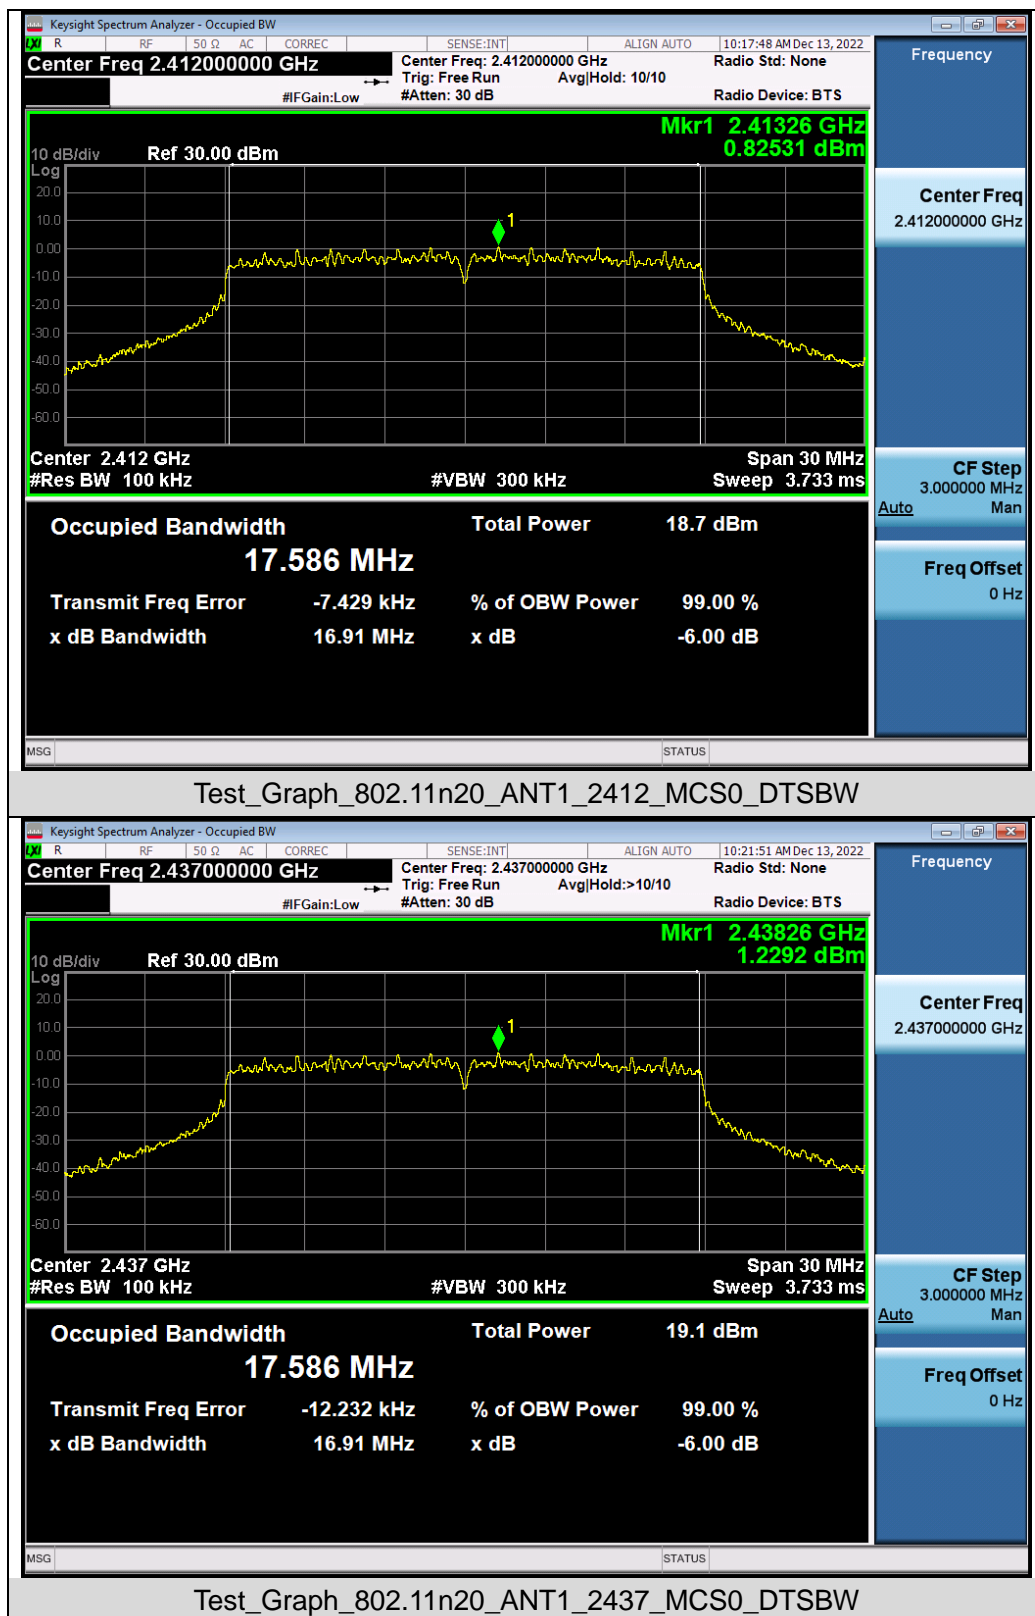 Keysight Spectrum Analyzer - Occupied BW
LXI R RF 50 Ω AC CORREC SENSE:INT ALIGN AUTO 10:17:48 AM Dec 13, 2022
Center Freq 2.412000000 GHz
Center Freq: 2.412000000 GHz Radio Std: None
Trig: Free Run Avg|Hold: 10/10
#IFGain:Low #Atten: 30 dB Radio Device: BTS
Frequency
Mkr1 2.41326 GHz
0.82531 dBm
10 dB/div Ref 30.00 dBm
Log
20.0
10.0
0.00
-10.0
-20.0
-30.0
-40.0
-50.0
-60.0
1
Center 2.412 GHz Span 30 MHz
#Res BW 100 kHz #VBW 300 kHz Sweep 3.733 ms
Center Freq
2.412000000 GHz
CF Step
3.000000 MHz
Auto Man
Freq Offset
0 Hz
Occupied Bandwidth Total Power 18.7 dBm
17.586 MHz
Transmit Freq Error -7.429 kHz % of OBW Power 99.00 %
x dB Bandwidth 16.91 MHz x dB -6.00 dB
MSG STATUS
Test_Graph_802.11n20_ANT1_2412_MCS0_DTSBW
Keysight Spectrum Analyzer - Occupied BW
LXI R RF 50 Ω AC CORREC SENSE:INT ALIGN AUTO 10:21:51 AM Dec 13, 2022
Center Freq 2.437000000 GHz
Center Freq: 2.437000000 GHz Radio Std: None
Trig: Free Run Avg|Hold:>10/10
#IFGain:Low #Atten: 30 dB Radio Device: BTS
Frequency
Mkr1 2.43826 GHz
1.2292 dBm
10 dB/div Ref 30.00 dBm
Log
20.0
10.0
0.00
-10.0
-20.0
-30.0
-40.0
-50.0
-60.0
1
Center 2.437 GHz Span 30 MHz
#Res BW 100 kHz #VBW 300 kHz Sweep 3.733 ms
Center Freq
2.437000000 GHz
CF Step
3.000000 MHz
Auto Man
Freq Offset
0 Hz
Occupied Bandwidth Total Power 19.1 dBm
17.586 MHz
Transmit Freq Error -12.232 kHz % of OBW Power 99.00 %
x dB Bandwidth 16.91 MHz x dB -6.00 dB
MSG STATUS
Test_Graph_802.11n20_ANT1_2437_MCS0_DTSBW